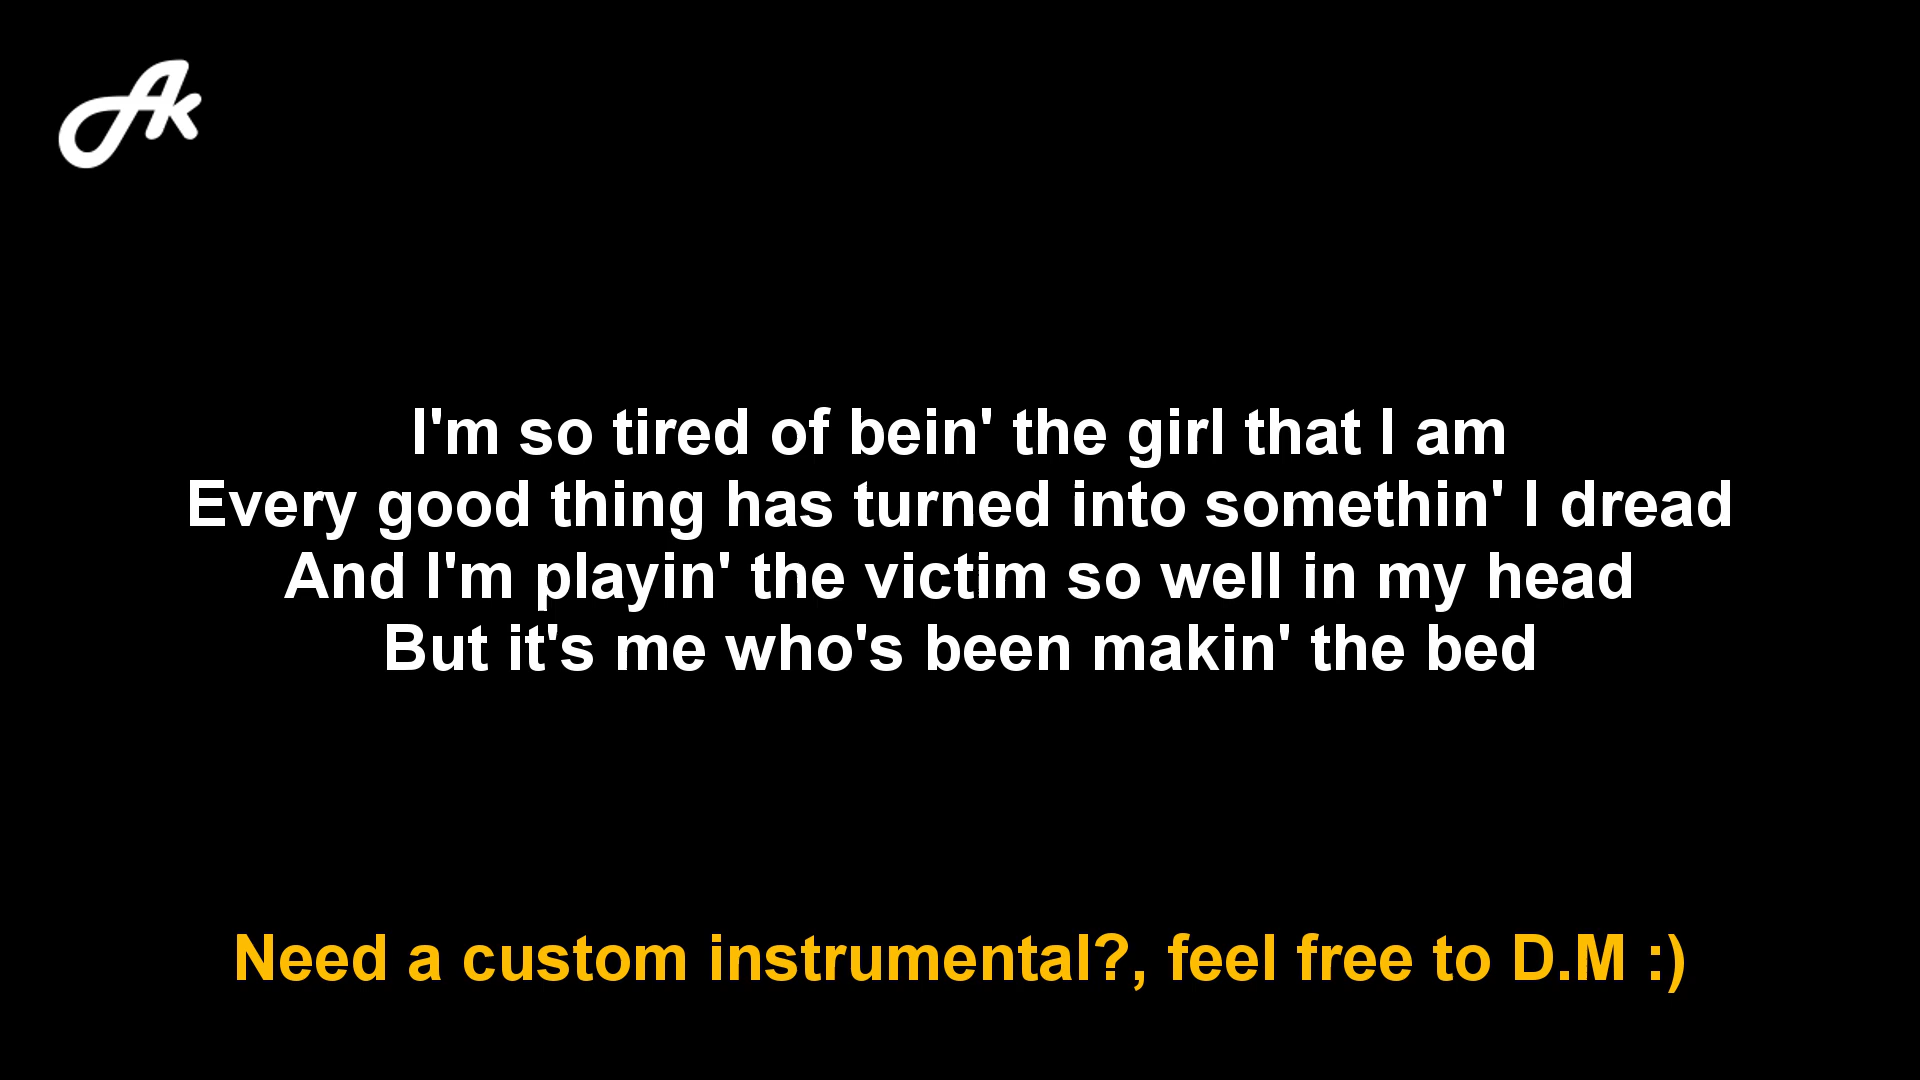 Ak
I'm so tired of bein' the girl that I am
Every good thing has turned into somethin' I dread
And I'm playin' the victim so well in my head
But it's me who's been makin' the bed
Need a custom instrumental?, feel free to D.M :)